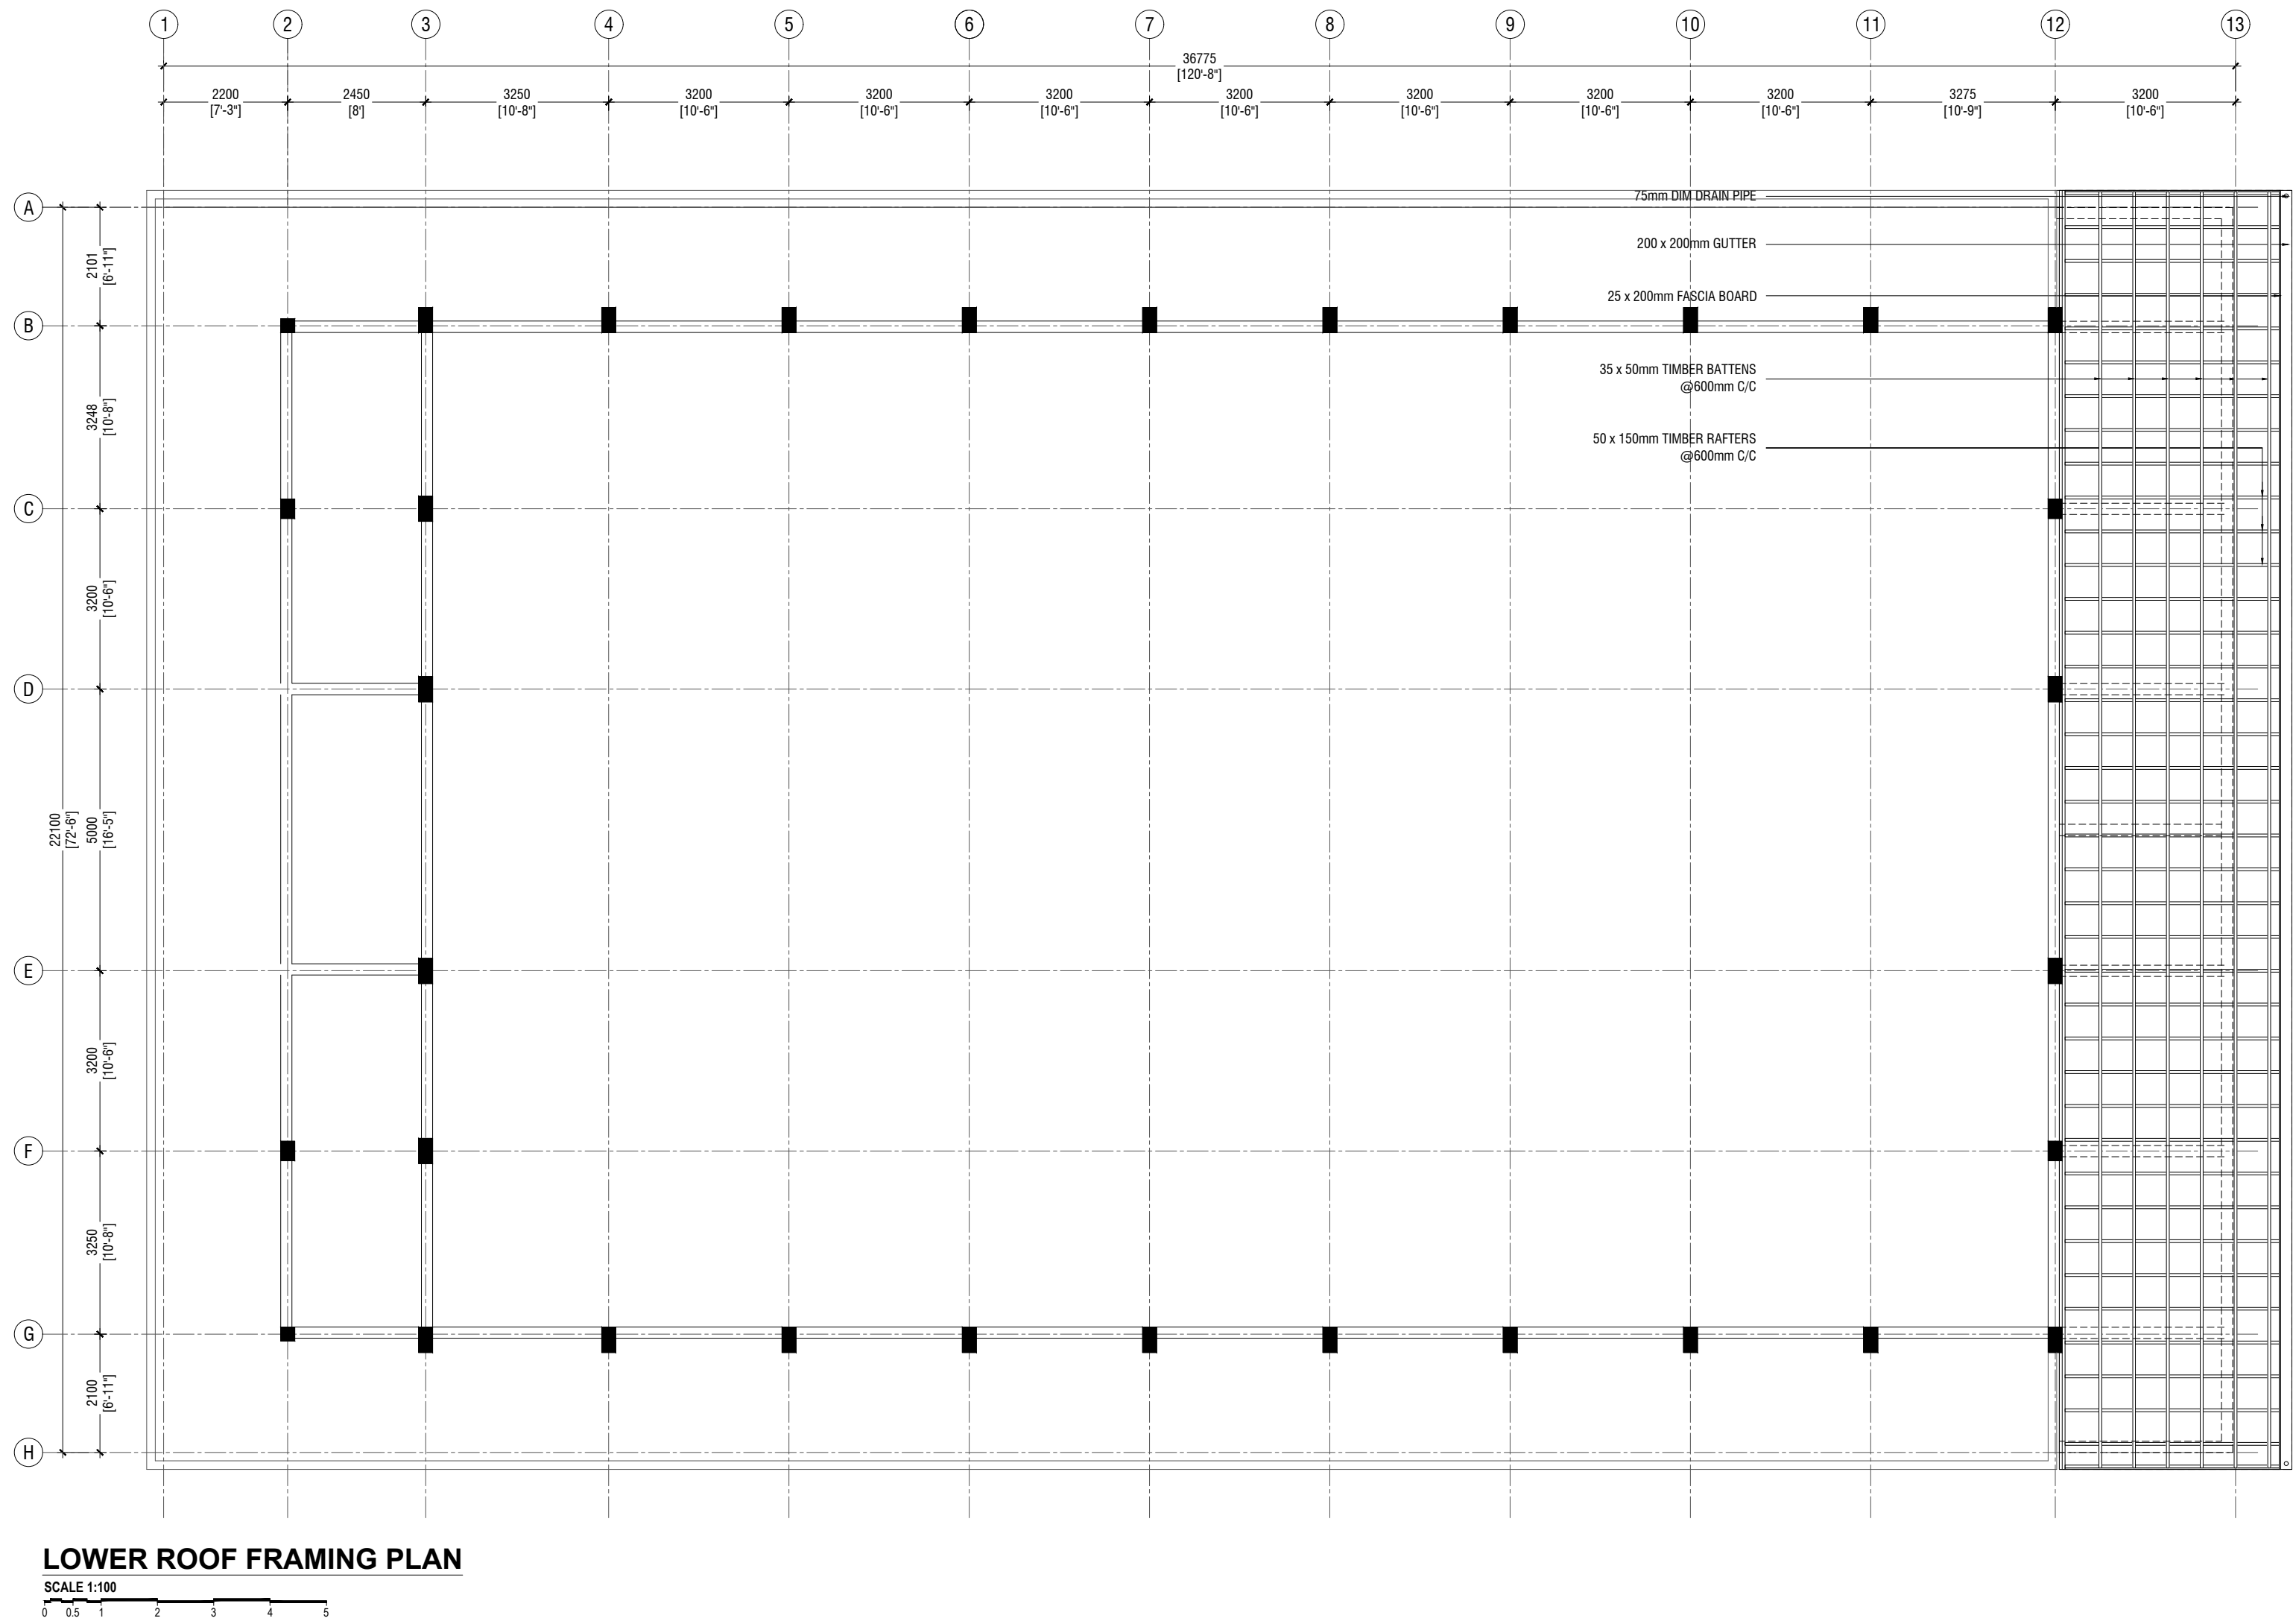 1 2 3 4 5 6 7 8 9 10 11 12 13
36775
[120'-8"]
2200 2450 3250 3200 3200 3200 3200 3200 3200 3200 3275 3200
[7'-3"] [8'] [10'-8"] [10'-6"] [10'-6"] [10'-6"] [10'-6"] [10'-6"] [10'-6"] [10'-6"] [10'-9"] [10'-6"]
A
75mm DIM DRAIN PIPE
200 x 200mm GUTTER
2101
[6'-11"]
25 x 200mm FASCIA BOARD
B
35 x 50mm TIMBER BATTENS
@600mm C/C
3248
[10'-8"]
50 x 150mm TIMBER RAFTERS
@600mm C/C
C
3200
[10'-6"]
D
22100
[72'-6"]
5000
[16'-5"]
E
3200
[10'-6"]
F
3250
[10'-8"]
G
2100
[6'-11"]
H
LOWER ROOF FRAMING PLAN
SCALE 1:100
0 0.5 1 2 3 4 5